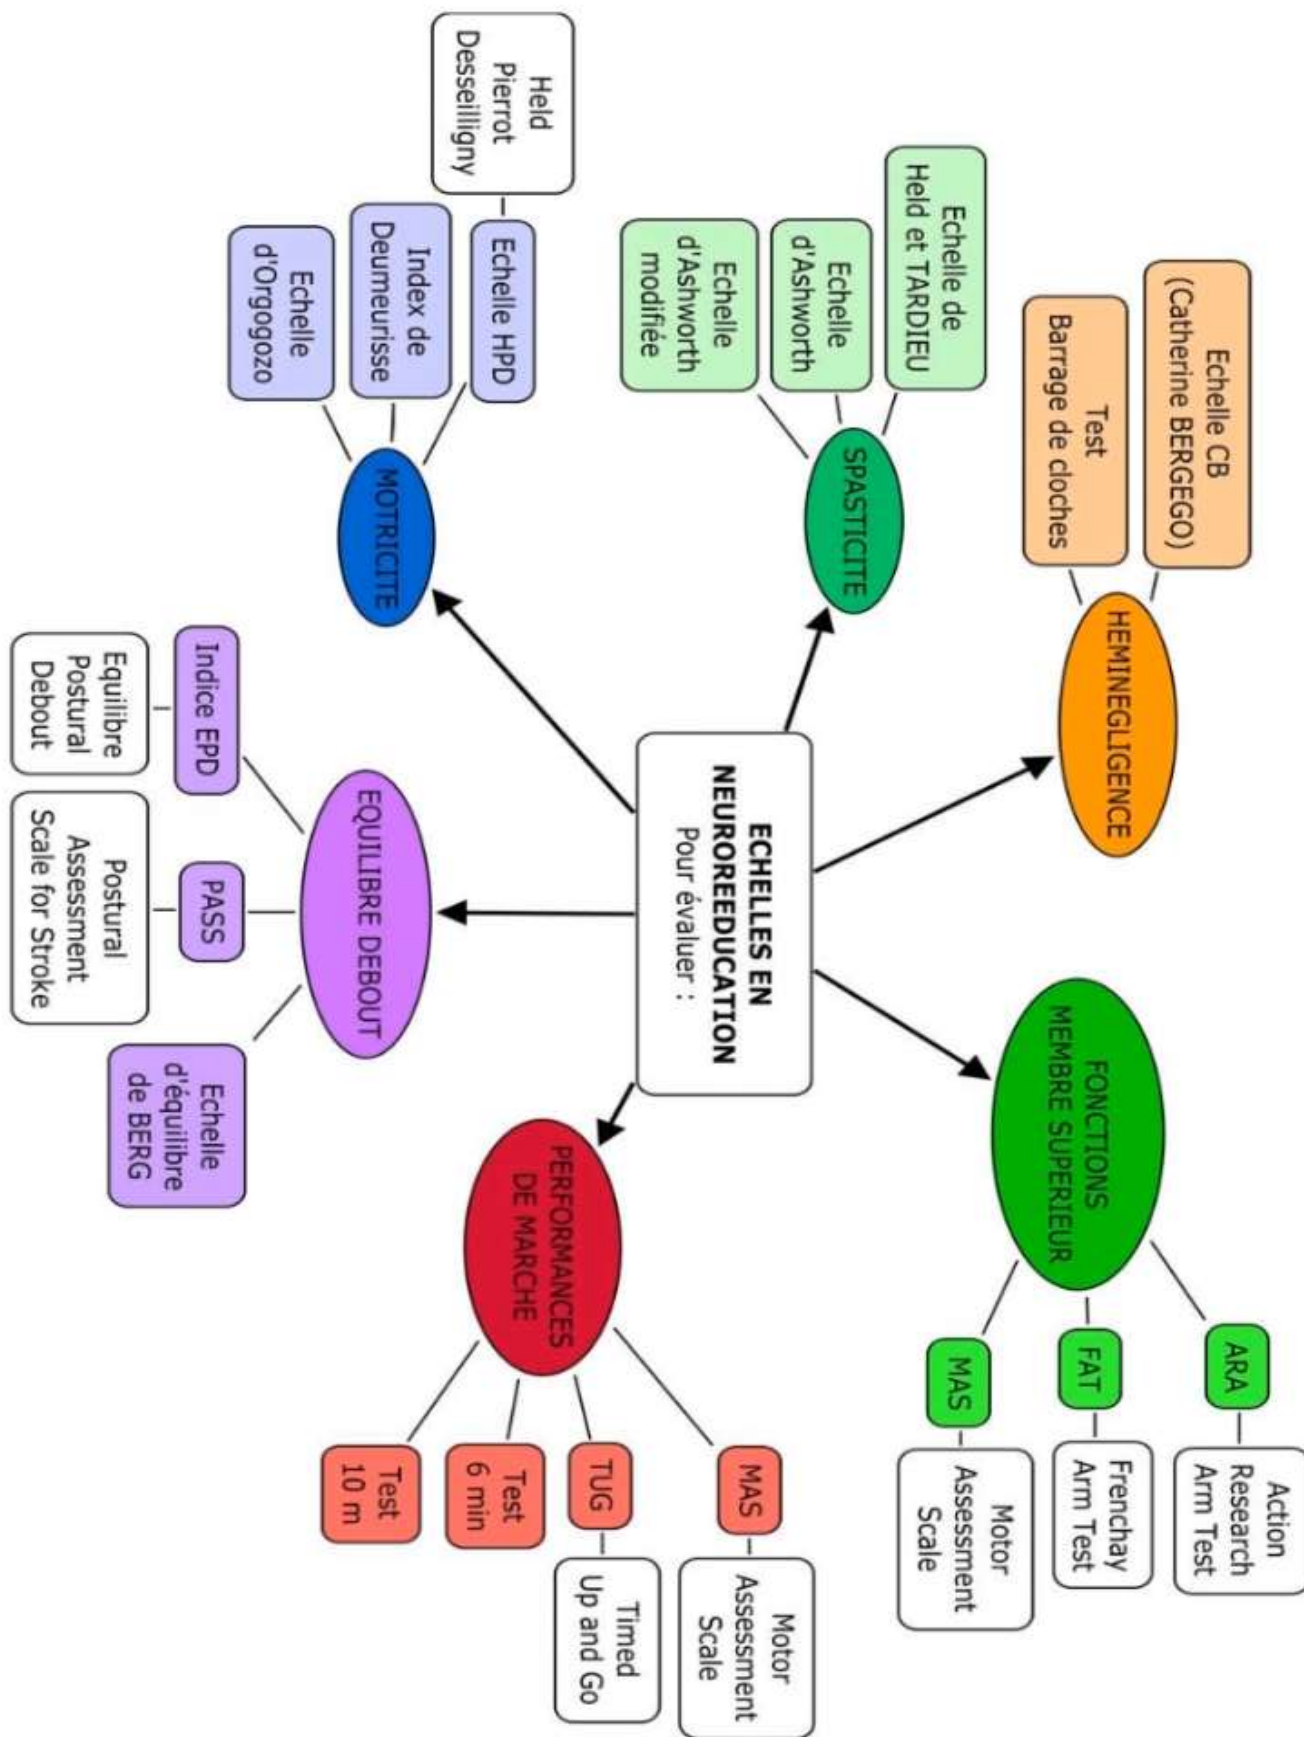 ECHELLES EN
NEUROREEDUCATION
Pour évaluer :
HEMINEGLIGENCE
Echelle CB
(Catherine BERGEGO)
Test
Barrage de cloches
FONCTIONS
MEMBRE SUPERIEUR
ARA
Action
Research
Arm Test
FAT
Frenchay
Arm Test
MAS
Motor
Assessment
Scale
SPASTICITE
Echelle de
Held et TARDIEU
Echelle
d'Ashworth
Echelle
d'Ashworth
modifiée
PERFORMANCES
DE MARCHE
MAS
Motor
Assessment
Scale
TUG
Timed
Up and Go
Test
6 min
Test
10 m
MOTRICITE
Echelle HPD
Held
Pierrot
Desseilligny
Index de
Deumeurisse
Echelle
d'Orgogozo
EQUILIBRE DEBOUT
Indice EPD
Equilibre
Postural
Debout
PASS
Postural
Assessment
Scale for Stroke
Echelle
d'équilibre
de BERG